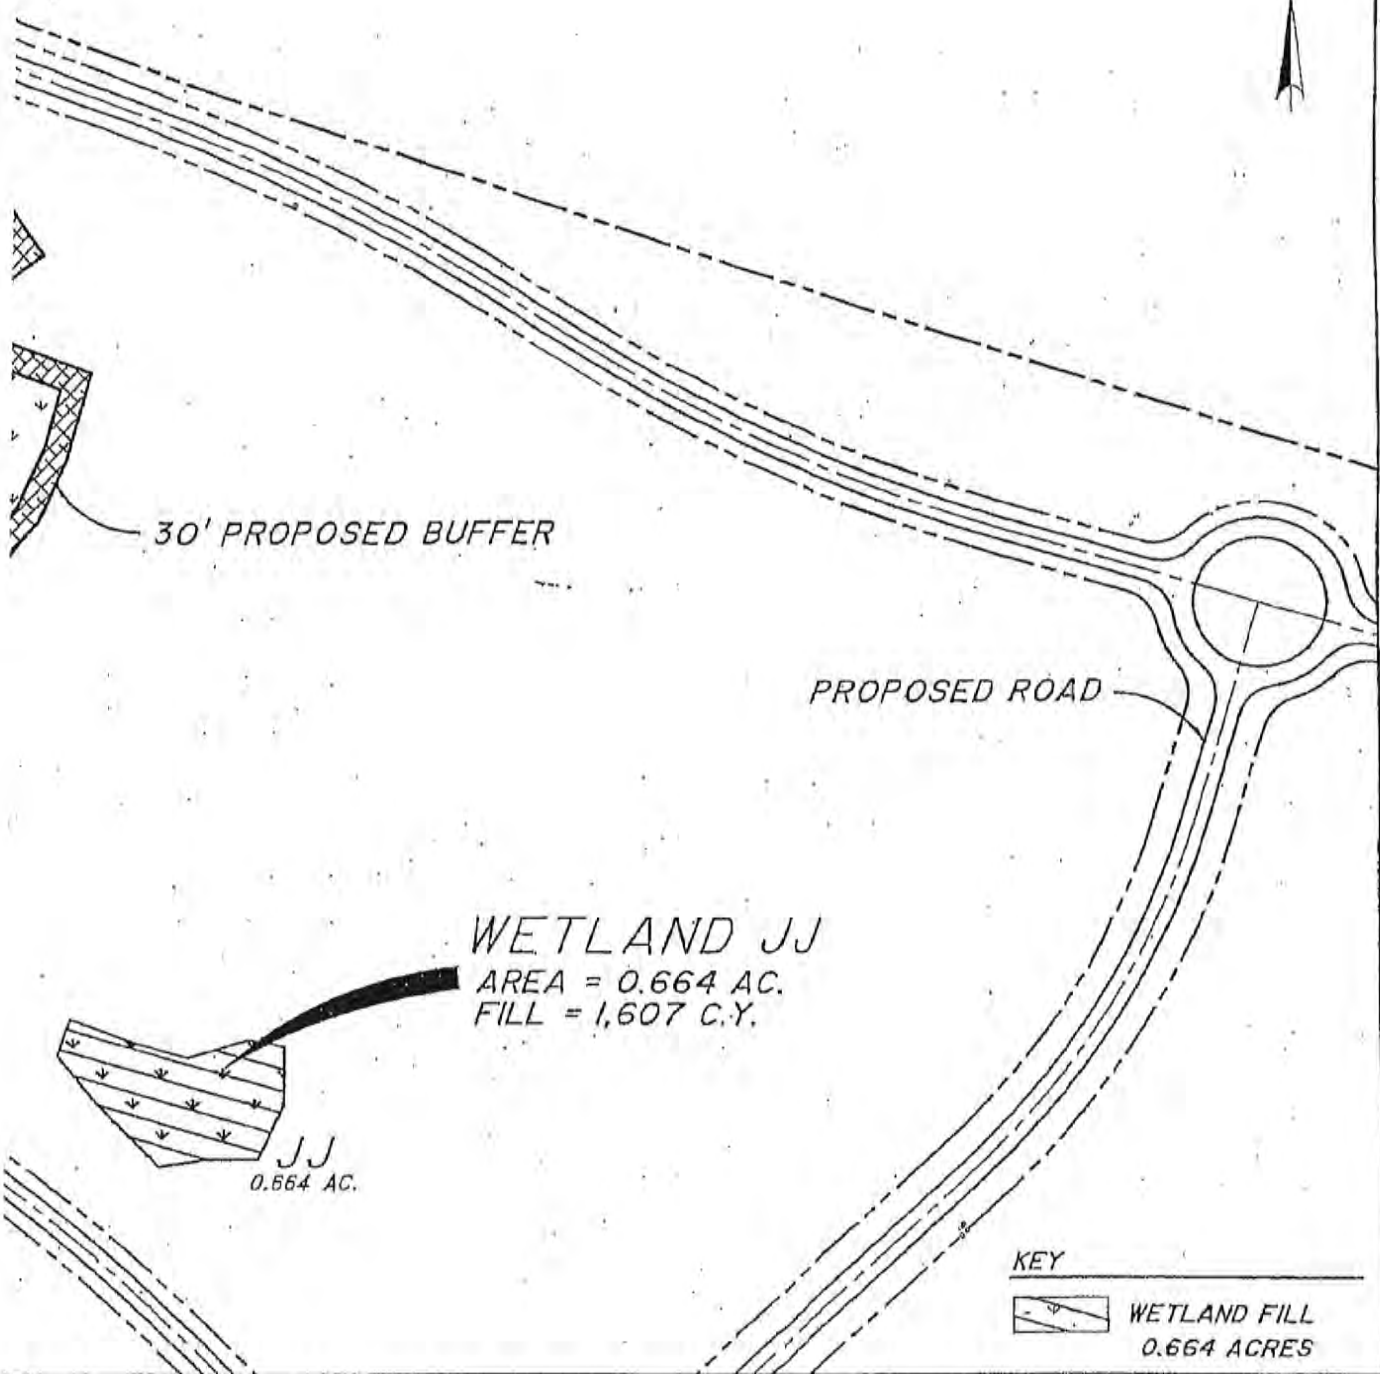 30' PROPOSED BUFFER
PROPOSED ROAD
WETLAND JJ
AREA = 0.664 AC.
FILL = 1,607 C.Y.
JJ
0.664 AC.
KEY
WETLAND FILL
0.664 ACRES